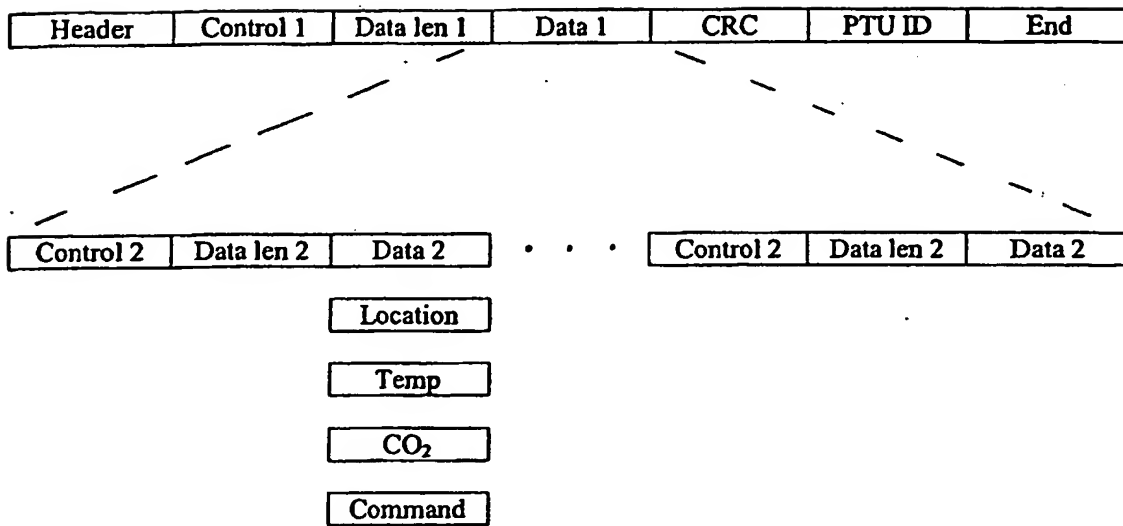 Header Control 1 Data len 1 Data 1 CRC PTU ID End
Control 2 Data len 2 Data 2 . . . Control 2 Data len 2 Data 2
Location
Temp
CO₂
Command